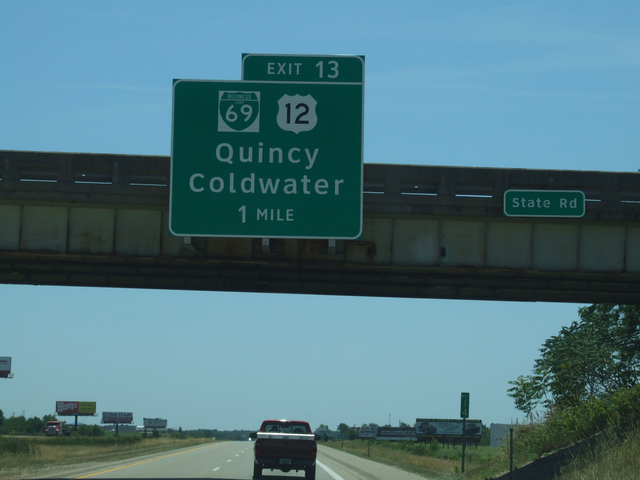 EXIT 13
BUSINESS
69
12
Quincy
Coldwater
1 MILE
State Rd